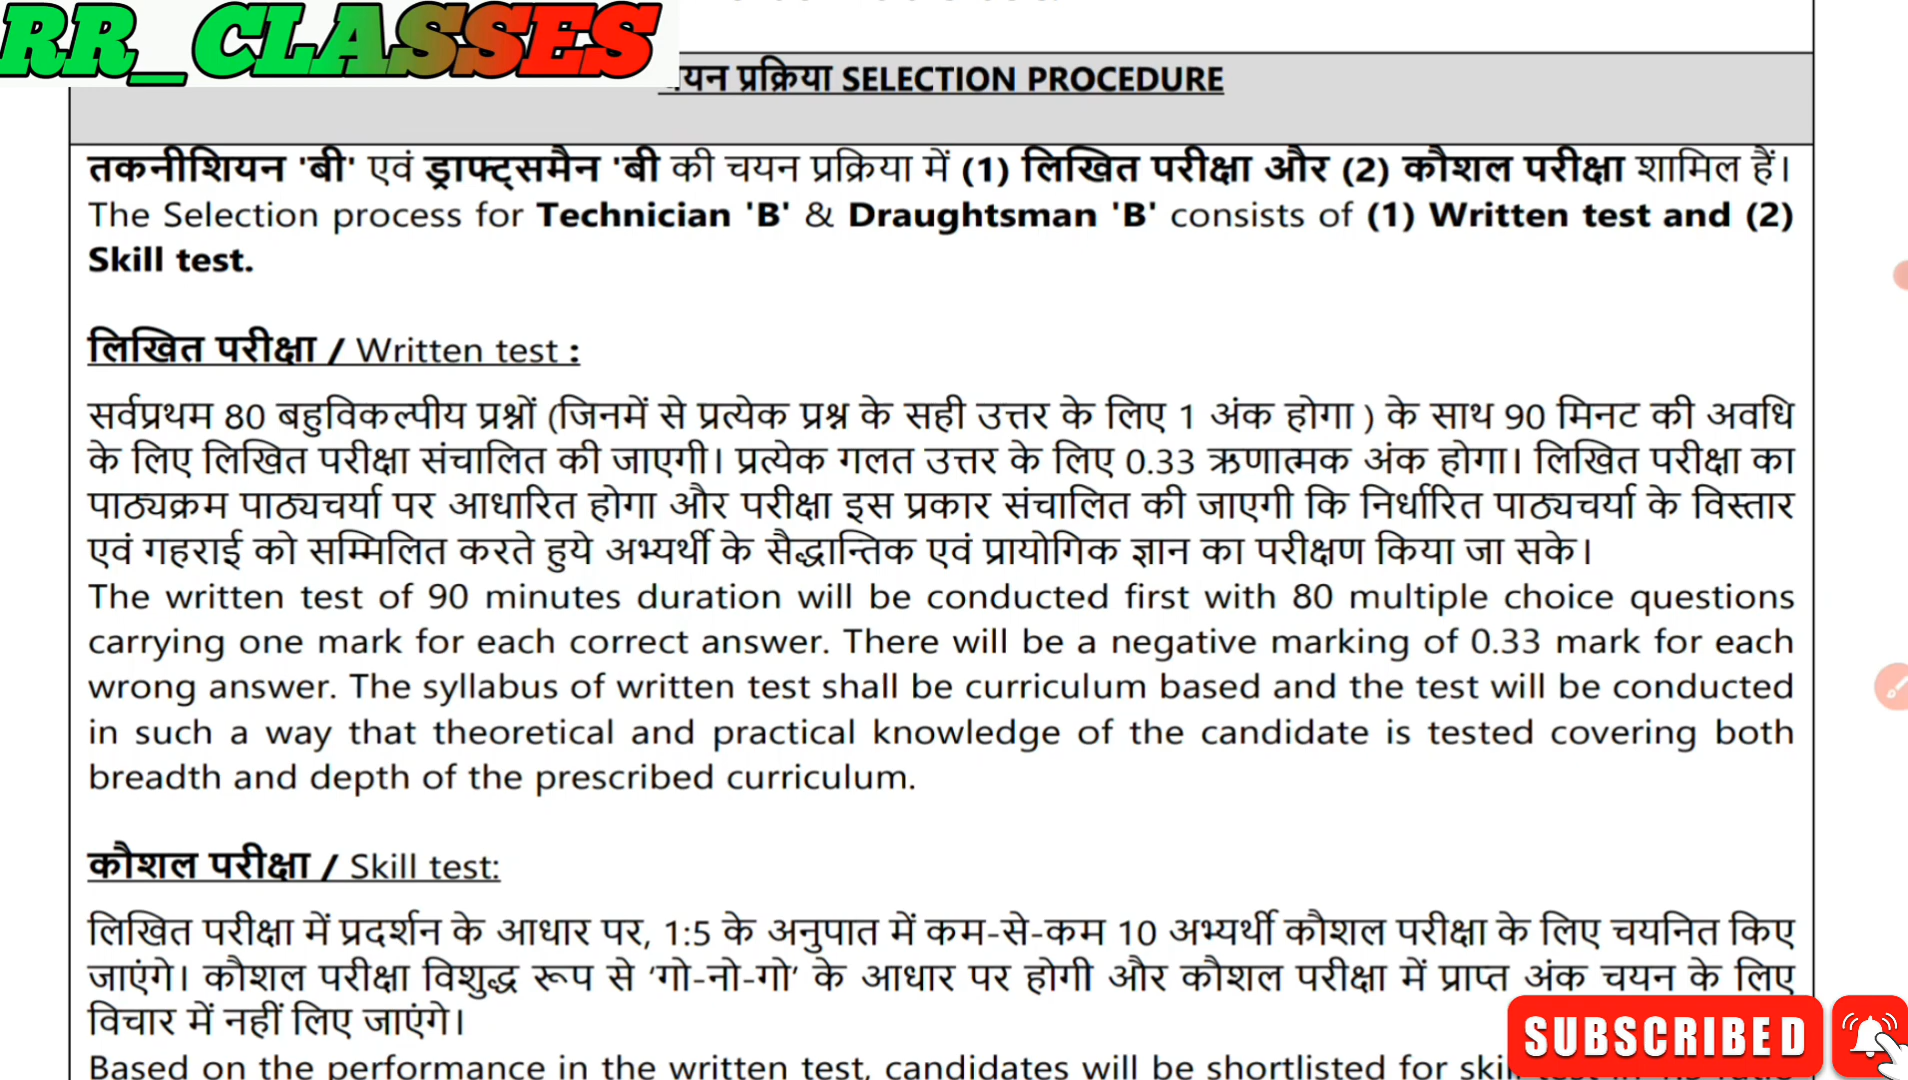 RR_CLASSES
चयन प्रक्रिया SELECTION PROCEDURE
तकनीशियन 'बी' एवं ड्राफ्ट्समैन 'बी की चयन प्रक्रिया में (1) लिखित परीक्षा और (2) कौशल परीक्षा शामिल हैं।
The Selection process for Technician 'B' & Draughtsman 'B' consists of (1) Written test and (2)
Skill test.
लिखित परीक्षा / Written test :
सर्वप्रथम 80 बहुविकल्पीय प्रश्नों (जिनमें से प्रत्येक प्रश्न के सही उत्तर के लिए 1 अंक होगा ) के साथ 90 मिनट की अवधि
के लिए लिखित परीक्षा संचालित की जाएगी। प्रत्येक गलत उत्तर के लिए 0.33 ऋणात्मक अंक होगा। लिखित परीक्षा का
पाठ्यक्रम पाठ्यचर्या पर आधारित होगा और परीक्षा इस प्रकार संचालित की जाएगी कि निर्धारित पाठ्यचर्या के विस्तार
एवं गहराई को सम्मिलित करते हुये अभ्यर्थी के सैद्धान्तिक एवं प्रायोगिक ज्ञान का परीक्षण किया जा सके।
The written test of 90 minutes duration will be conducted first with 80 multiple choice questions
carrying one mark for each correct answer. There will be a negative marking of 0.33 mark for each
wrong answer. The syllabus of written test shall be curriculum based and the test will be conducted
in such a way that theoretical and practical knowledge of the candidate is tested covering both
breadth and depth of the prescribed curriculum.
कौशल परीक्षा / Skill test:
लिखित परीक्षा में प्रदर्शन के आधार पर, 1:5 के अनुपात में कम-से-कम 10 अभ्यर्थी कौशल परीक्षा के लिए चयनित किए
जाएंगे। कौशल परीक्षा विशुद्ध रूप से ‘गो-नो-गो’ के आधार पर होगी और कौशल परीक्षा में प्राप्त अंक चयन के लिए
विचार में नहीं लिए जाएंगे।
SUBSCRIBED
Based on the performance in the written test, candidates will be shortlisted for skill